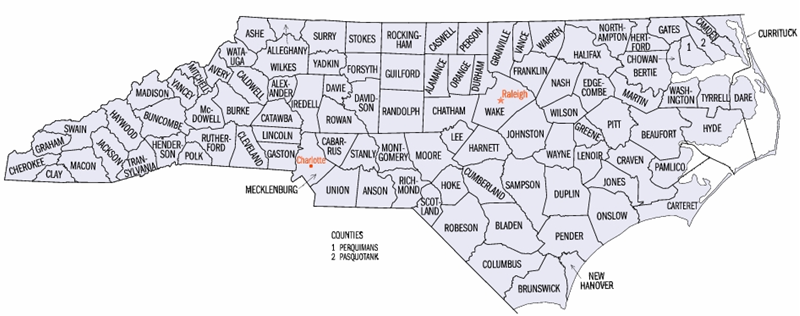 ASHE
ALLEGHANY
SURRY
STOKES
ROCKING-
HAM
CASWELL
PERSON
GRANVILLE
VANCE
WARREN
NORTH-
AMPTON
HERT-
FORD
GATES
CAMDEN
CURRITUCK
WATA-
UGA
WILKES
YADKIN
FORSYTH
GUILFORD
ALAMANCE
ORANGE
DURHAM
FRANKLIN
HALIFAX
CHOWAN
BERTIE
1
2
MITCHELL
AVERY
CALDWELL
ALEX-
ANDER
IREDELL
DAVIE
DAVID-
SON
RANDOLPH
CHATHAM
Raleigh
WAKE
NASH
EDGE-
COMBE
MARTIN
WASH-
INGTON
TYRRELL
DARE
MADISON
YANCEY
Mc-
DOWELL
BURKE
CATAWBA
ROWAN
WILSON
PITT
BEAUFORT
HYDE
SWAIN
HAYWOOD
BUNCOMBE
RUTHER-
FORD
CLEVELAND
LINCOLN
GASTON
CABAR-
RUS
STANLY
MONT-
GOMERY
MOORE
LEE
HARNETT
JOHNSTON
WAYNE
GREENE
LENOIR
CRAVEN
PAMLICO
GRAHAM
CHEROKEE
CLAY
MACON
JACKSON
TRAN-
SYLVANIA
HENDER
SON
POLK
Charlotte
MECKLENBURG
UNION
ANSON
RICH-
MOND
SCOT-
LAND
HOKE
CUMBERLAND
SAMPSON
DUPLIN
JONES
ONSLOW
CARTERET
ROBESON
BLADEN
PENDER
COLUMBUS
BRUNSWICK
NEW
HANOVER
COUNTIES
1 PERQUIMANS
2 PASQUOTANK